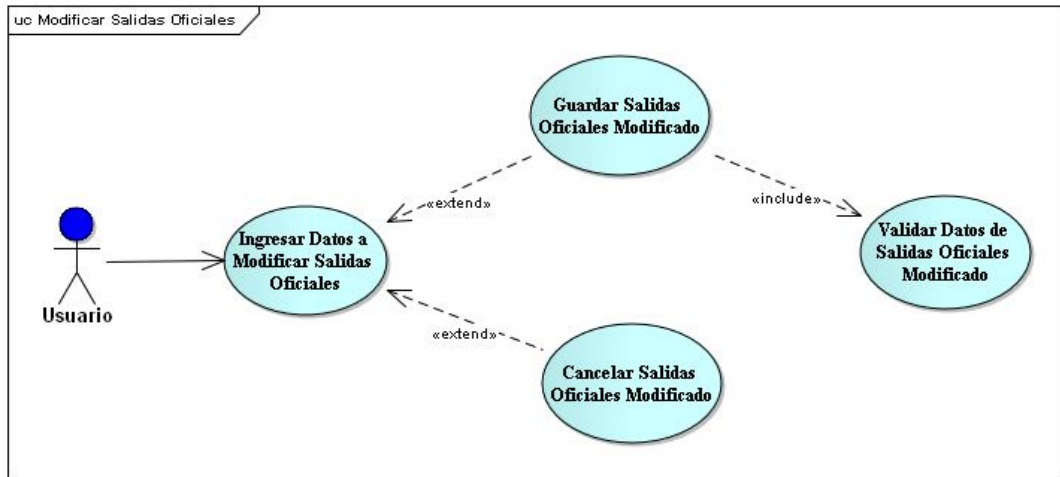 uc Modificar Salidas Oficiales
Guardar Salidas
Oficiales Modificado
«extend»
«include»
Ingresar Datos a
Modificar Salidas
Oficiales
Validar Datos de
Salidas Oficiales
Modificado
Usuario
«extend»
Cancelar Salidas
Oficiales Modificado